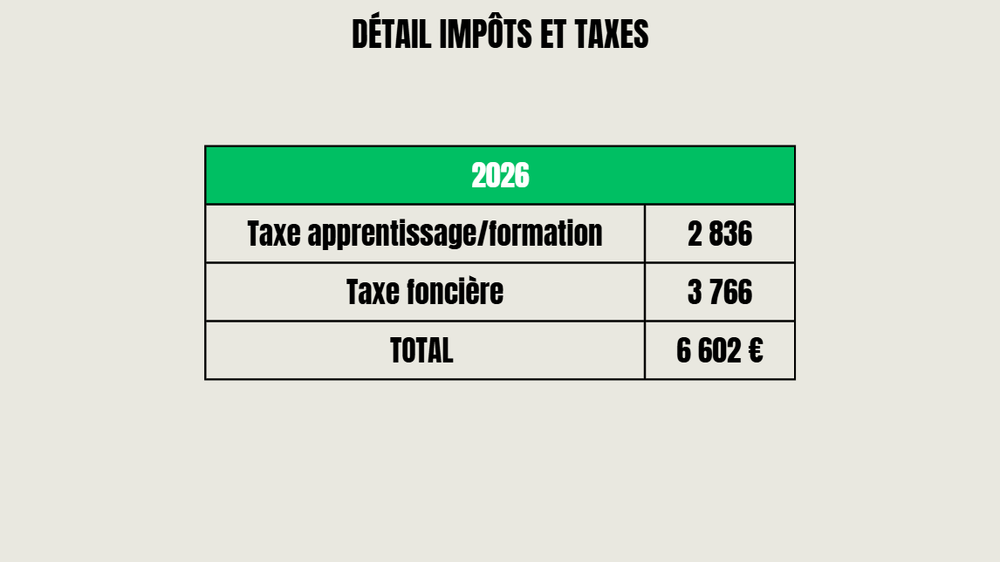 DÉTAIL IMPÔTS ET TAXES
2026
Taxe apprentissage/formation 2 836
Taxe foncière 3 766
TOTAL 6 602 €